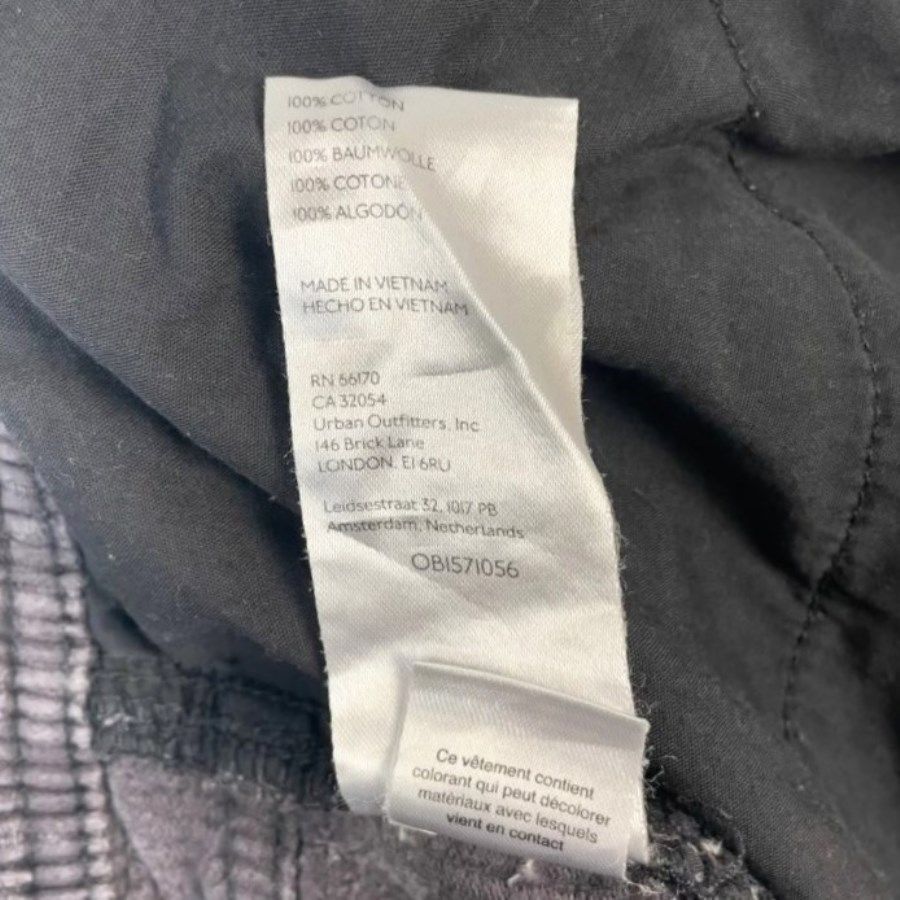 100% COTTON
100% COTON
100% BAUMWOLLE
100% COTONE
100% ALGODÓN
MADE IN VIETNAM
HECHO EN VIETNAM
RN 66170
CA 32054
Urban Outfitters, Inc
146 Brick Lane
LONDON. E1 6RU
Leidsestraat 32, 1017 PB
Amsterdam, Netherlands
OB1571056
Ce vêtement contient
colorant qui peut décolorer
matériaux avec lesquels
vient en contact